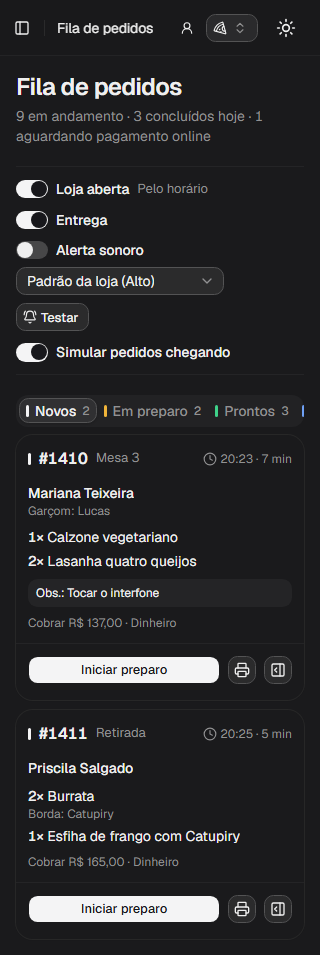 Fila de pedidos
Fila de pedidos
9 em andamento · 3 concluídos hoje · 1
aguardando pagamento online
Loja aberta Pelo horário
Entrega
Alerta sonoro
Padrão da loja (Alto)
Testar
Simular pedidos chegando
Novos 2 Em preparo 2 Prontos 3
#1410 Mesa 3 20:23 · 7 min
Mariana Teixeira
Garçom: Lucas
1× Calzone vegetariano
2× Lasanha quatro queijos
Obs.: Tocar o interfone
Cobrar R$ 137,00 · Dinheiro
Iniciar preparo
#1411 Retirada 20:25 · 5 min
Priscila Salgado
2× Burrata
Borda: Catupiry
1× Esfiha de frango com Catupiry
Cobrar R$ 165,00 · Dinheiro
Iniciar preparo